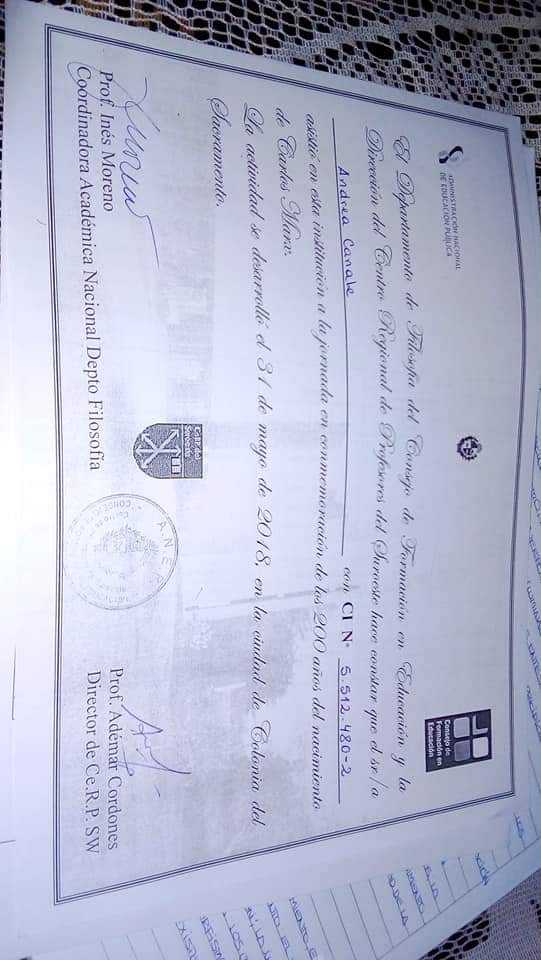 ADMINISTRACIÓN NACIONAL
DE EDUCACIÓN PÚBLICA
Consejo de
Formación en
Educación
El Departamento de Filosofía del Consejo de Formación en Educación y la
Dirección del Centro Regional de Profesores del Suroeste hace constar que el sr/a
Andrea Canale con CI Nº 5.512.480-2
asistió en esta institución a la jornada en conmemoración de los 200 años del nacimiento
de Carlos Marx.
La actividad se desarrolló el 31 de mayo de 2018, en la ciudad de Colonia del
Sacramento.
Prof. Inés Moreno
Coordinadora Académica Nacional Depto Filosofía
CeRP del
Suroeste
A N E P
Prof. Adémar Cordones
Director de Ce.R.P. SW